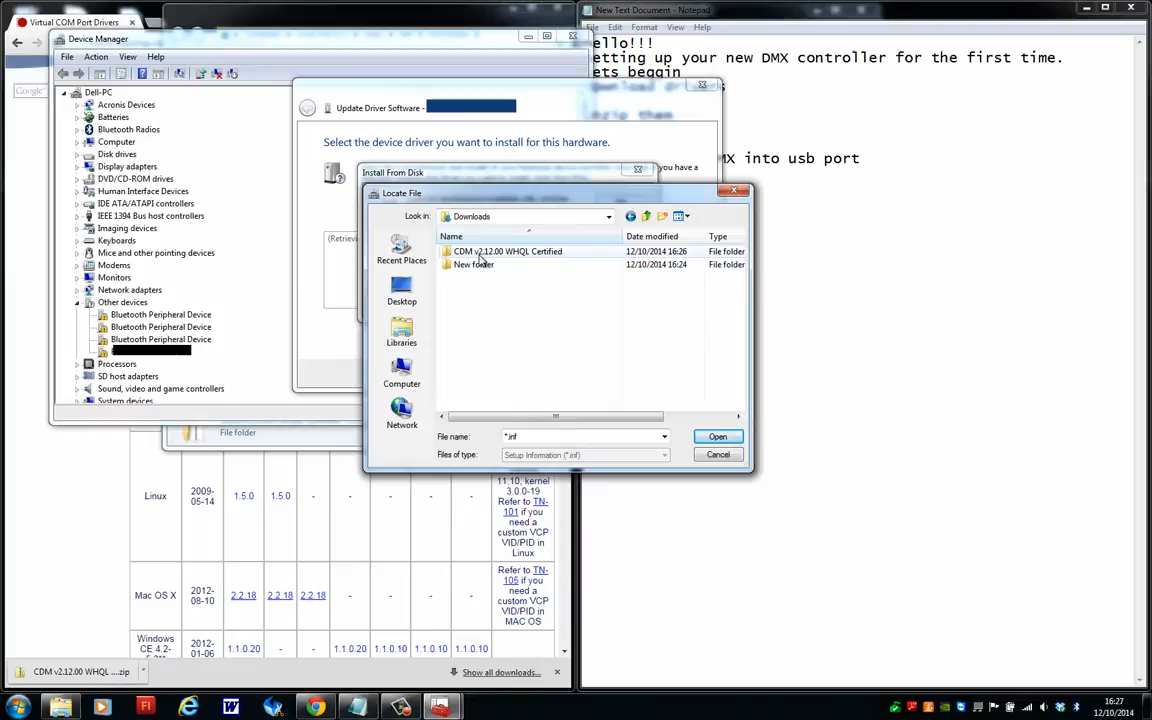 Virtual COM Port Drivers
Google
Device Manager
File Action View Help
Dell-PC
Acronis Devices
Batteries
Bluetooth Radios
Computer
Disk drives
Display adapters
DVD/CD-ROM drives
Human Interface Devices
IDE ATA/ATAPI controllers
IEEE 1394 Bus host controllers
Imaging devices
Keyboards
Mice and other pointing devices
Modems
Monitors
Network adapters
Other devices
Bluetooth Peripheral Device
Bluetooth Peripheral Device
Bluetooth Peripheral Device
Processors
SD host adapters
Sound, video and game controllers
System devices
Update Driver Software -
Select the device driver you want to install for this hardware.
you have a
(Retriev
Install From Disk
Locate File
Look in: Downloads
Name Date modified Type
CDM v2.12.00 WHQL Certified 12/10/2014 16:26 File folder
New folder 12/10/2014 16:24 File folder
Recent Places
Desktop
Libraries
Computer
Network
File name: *.inf Open
Files of type: Setup Information (*.inf) Cancel
New Text Document - Notepad
File Edit Format View Help
ello!!!
etting up your new DMX controller for the first time.
ets beggin
zip them
MX into usb port
File folder
Linux 2009-05-14 1.5.0 1.5.0 - - - - -
11.10, kernel
3.0.0-19
Refer to TN-
101 if you
need a
custom VCP
VID/PID in
Linux
Mac OS X 2012-08-10 2.2.18 2.2.18 2.2.18 - - - -
Refer to TN-
105 if you
need a
custom VCP
VID/PID in
MAC OS
Windows
CE 4.2-
2012-01-06 1.1.0.20 - - 1.1.0.20 1.1.0.10 1.1.0.10 1.1.0.10 -
CDM v2.12.00 WHQL ....zip
Show all downloads...
16:27
12/10/2014